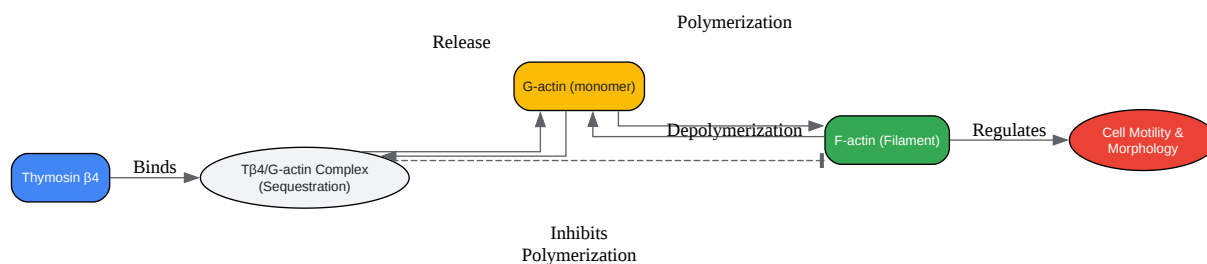 Polymerization
Release
G-actin (monomer)
Depolymerization
F-actin (Filament)
Regulates
Cell Motility &
Morphology
Thymosin β4
Binds
Tβ4/G-actin Complex
(Sequestration)
Inhibits
Polymerization